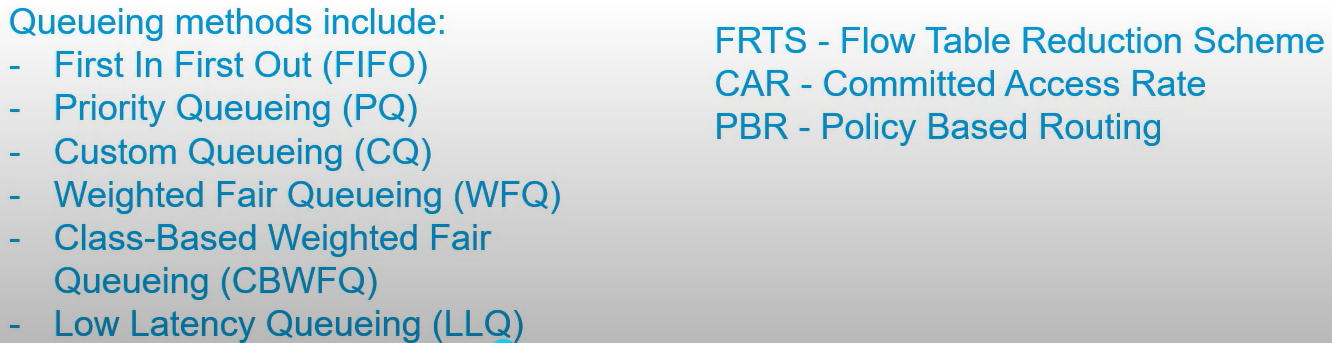 Queueing methods include:
- First In First Out (FIFO)
- Priority Queueing (PQ)
- Custom Queueing (CQ)
- Weighted Fair Queueing (WFQ)
- Class-Based Weighted Fair
Queueing (CBWFQ)
- Low Latency Queueing (LLQ)
FRTS - Flow Table Reduction Scheme
CAR - Committed Access Rate
PBR - Policy Based Routing